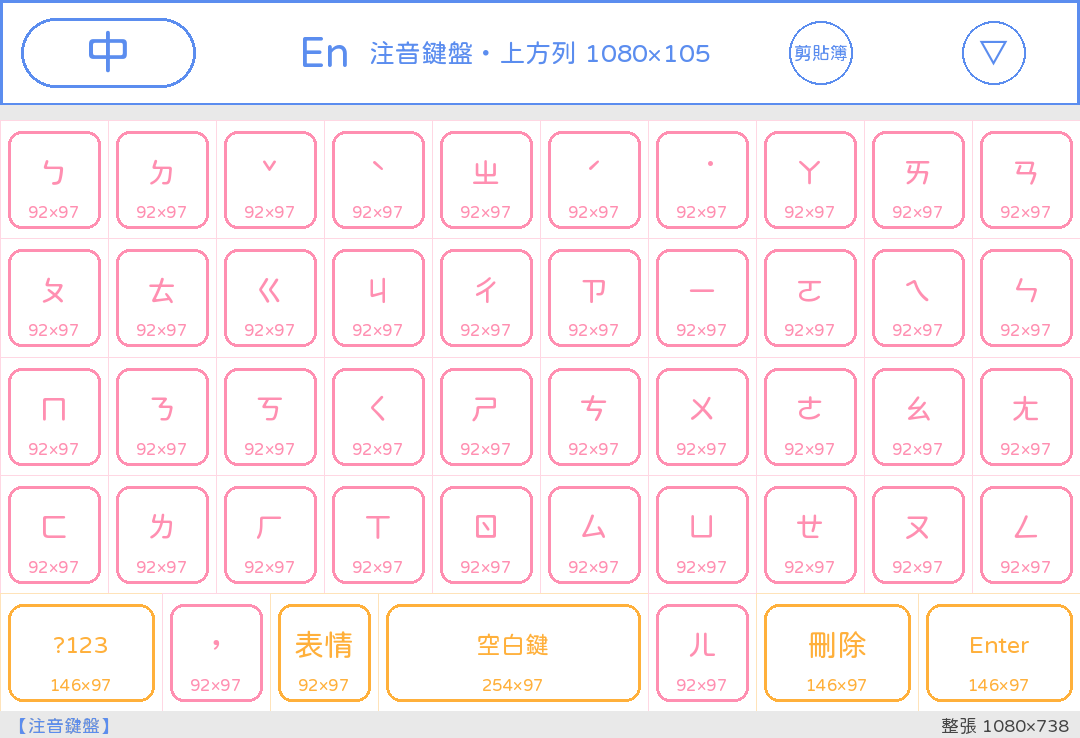 中 En 注音鍵盤・上方列 1080×105 剪貼簿 ▽
ㄅ ㄉ ˇ ˋ ㄓ ˊ ˙ ㄚ ㄞ ㄢ
92×97 92×97 92×97 92×97 92×97 92×97 92×97 92×97 92×97 92×97
ㄆ ㄊ ㄍ ㄐ ㄔ ㄗ ㄧ ㄛ ㄟ ㄣ
92×97 92×97 92×97 92×97 92×97 92×97 92×97 92×97 92×97 92×97
ㄇ ㄋ ㄎ ㄑ ㄕ ㄘ ㄨ ㄜ ㄠ ㄤ
92×97 92×97 92×97 92×97 92×97 92×97 92×97 92×97 92×97 92×97
ㄈ ㄌ ㄏ ㄒ ㄖ ㄙ ㄩ ㄝ ㄡ ㄥ
92×97 92×97 92×97 92×97 92×97 92×97 92×97 92×97 92×97 92×97
?123 , 表情 空白鍵 ㄦ 刪除 Enter
146×97 92×97 92×97 254×97 92×97 146×97 146×97
【注音鍵盤】 整張 1080×738